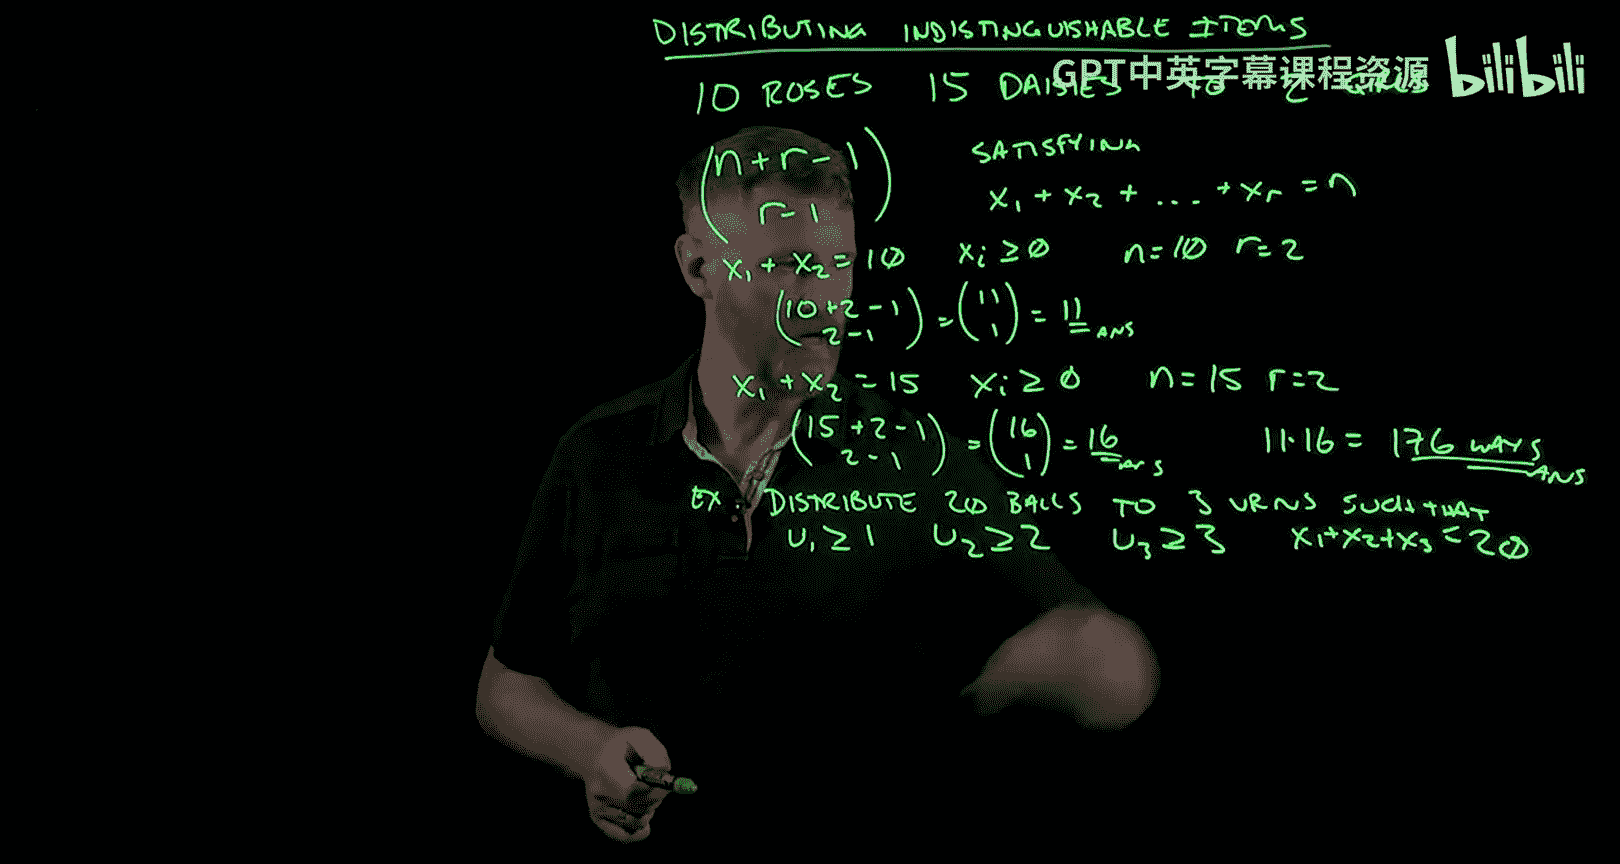 DISTRIBUTING INDISTINGUISHABLE ITEMS
GPT中英字幕课程资源 bilibili
10 ROSES 15 DAISIES TO 2 GIRLS
(n+r-1 SATISFYING
r-1) x₁ + x₂ + ... + xᵣ = n
x₁ + x₂ = 10 xᵢ ≥ 0 n=10 r=2
(10+2-1 2-1) = (11 1) = 11 ANS
x₁ + x₂ = 15 xᵢ ≥ 0 n=15 r=2
(15+2-1 2-1) = (16 1) = 16 ANS 11·16 = 176 WAYS ANS
EX: DISTRIBUTE 20 BALLS TO 3 URNS SUCH THAT
U₁ ≥ 1 U₂ ≥ 2 U₃ ≥ 3 x₁+x₂+x₃ = 20